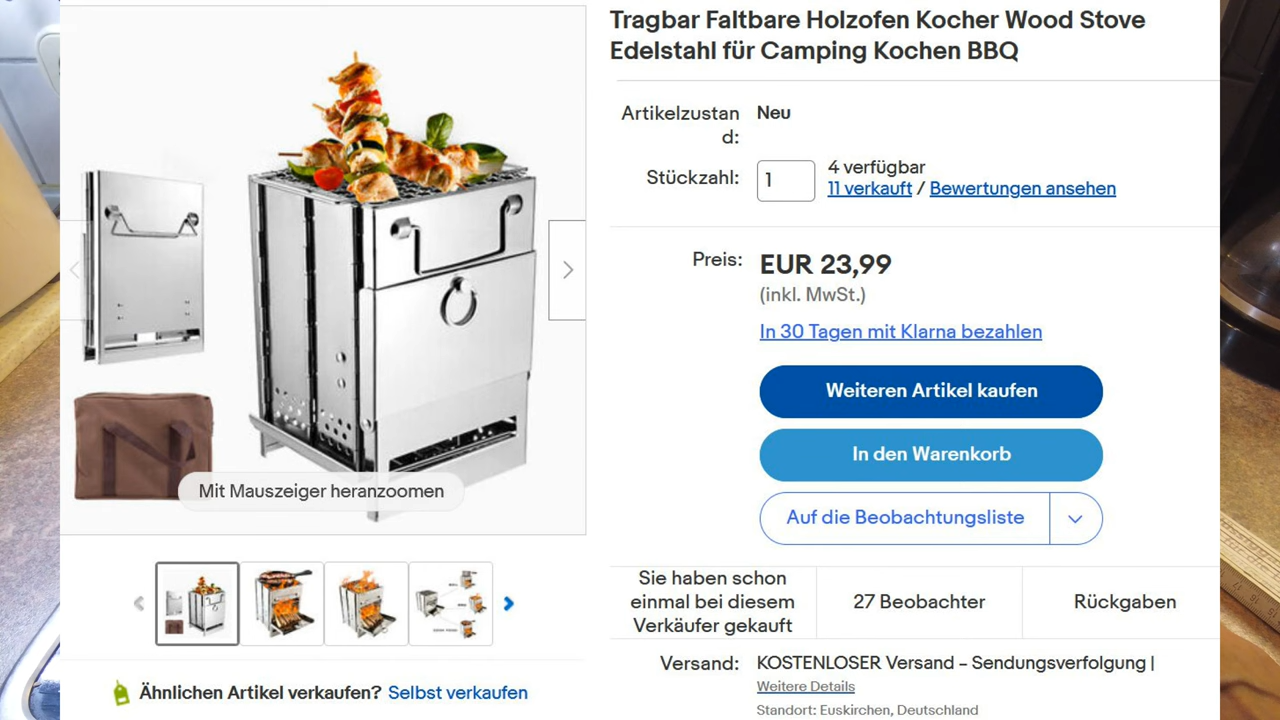 Tragbar Faltbare Holzofen Kocher Wood Stove
Edelstahl für Camping Kochen BBQ
Artikelzustan
d:
Neu
Stückzahl:
1
4 verfügbar
11 verkauft / Bewertungen ansehen
Preis:
EUR 23,99
(inkl. MwSt.)
In 30 Tagen mit Klarna bezahlen
Weiteren Artikel kaufen
In den Warenkorb
Auf die Beobachtungsliste
Mit Mauszeiger heranzoomen
Sie haben schon
einmal bei diesem
Verkäufer gekauft
27 Beobachter
Rückgaben
Versand:
KOSTENLOSER Versand – Sendungsverfolgung |
Weitere Details
Standort: Euskirchen, Deutschland
Ähnlichen Artikel verkaufen? Selbst verkaufen